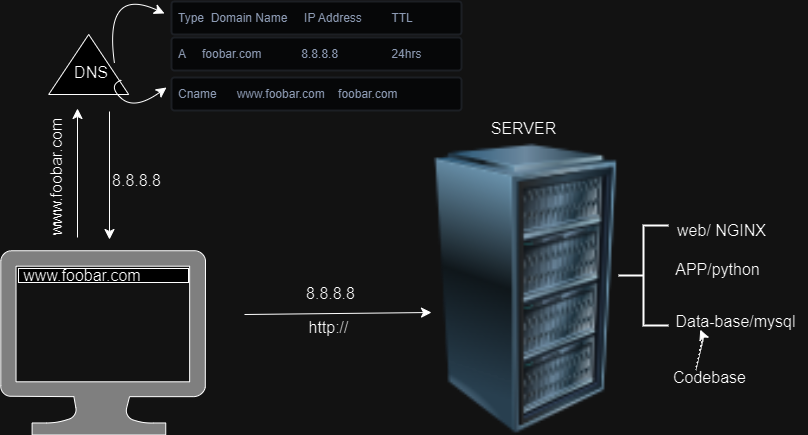 Type Domain Name IP Address TTL
A foobar.com 8.8.8.8 24hrs
Cname www.foobar.com foobar.com
DNS
www.foobar.com
8.8.8.8
www.foobar.com
8.8.8.8
http://
SERVER
web/ NGINX
APP/python
Data-base/mysql
Codebase